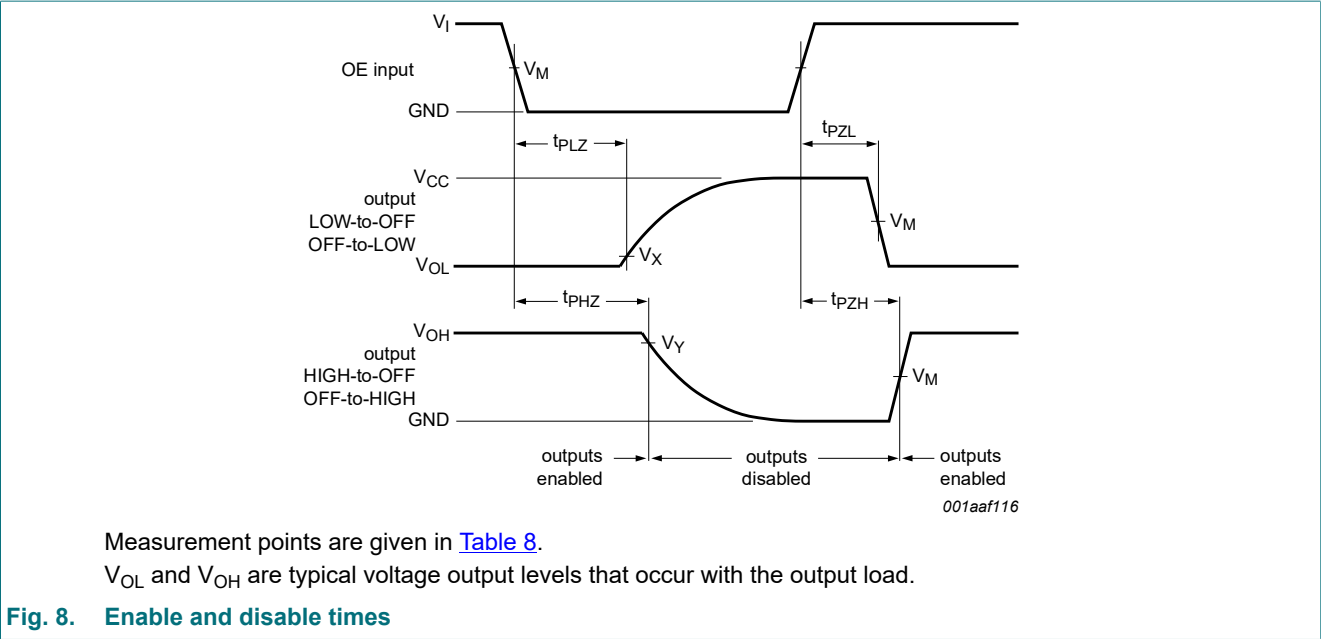 VI
OE input
VM
GND
tPLZ
tPZL
VCC
output
LOW-to-OFF
OFF-to-LOW
VM
VX
VOL
tPHZ
tPZH
VOH
output
HIGH-to-OFF
OFF-to-HIGH
VY
VM
GND
outputs
enabled
outputs
disabled
outputs
enabled
001aaf116
Measurement points are given in Table 8.
VOL and VOH are typical voltage output levels that occur with the output load.
Fig. 8. Enable and disable times